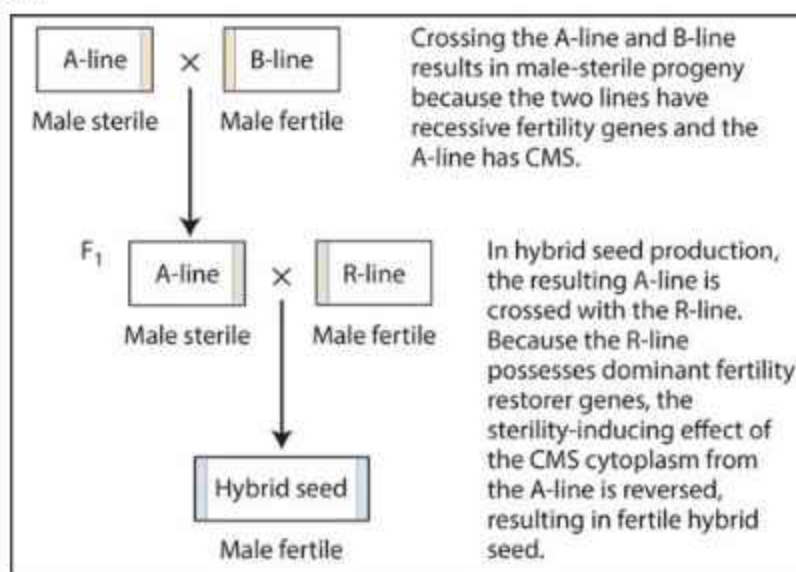 A-line × B-line
Male sterile Male fertile
Crossing the A-line and B-line
results in male-sterile progeny
because the two lines have
recessive fertility genes and the
A-line has CMS.
F1 A-line × R-line
Male sterile Male fertile
In hybrid seed production,
the resulting A-line is
crossed with the R-line.
Because the R-line
possesses dominant fertility
restorer genes, the
sterility-inducing effect of
the CMS cytoplasm from
the A-line is reversed,
resulting in fertile hybrid
seed.
Hybrid seed
Male fertile